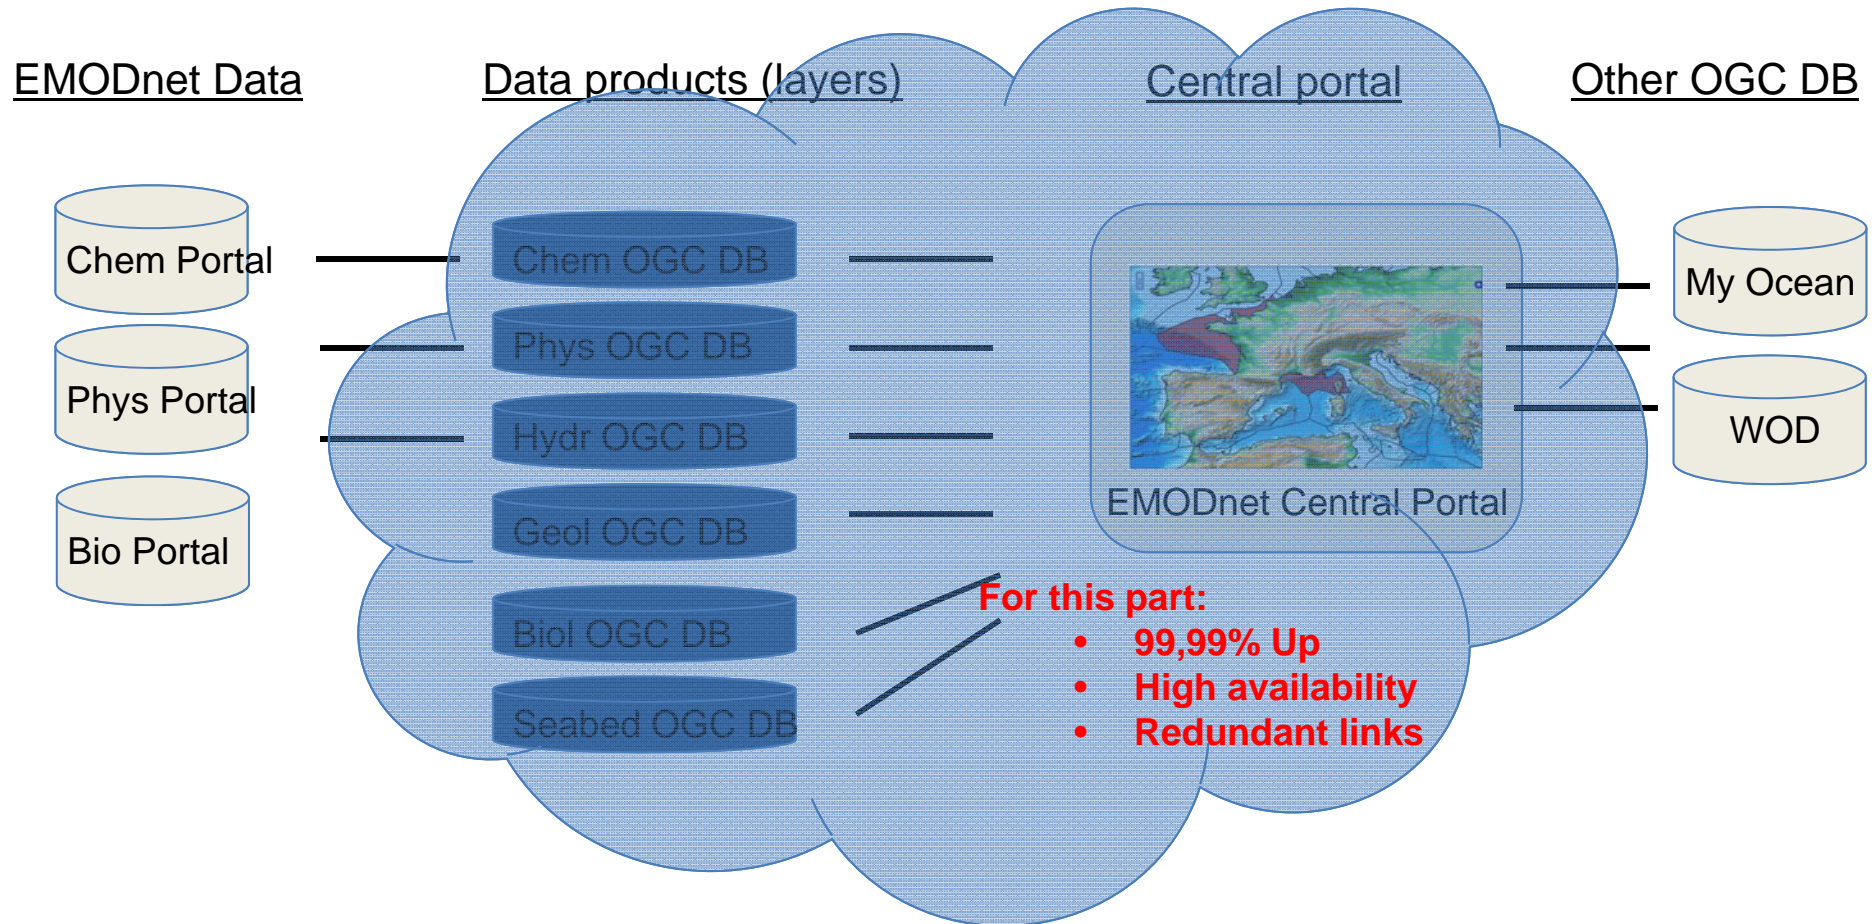 EMODnet Data
Data products (layers)
Central portal
Other OGC DB
Chem Portal
Phys Portal
Bio Portal
Chem OGC DB
Phys OGC DB
Hydr OGC DB
Geol OGC DB
Biol OGC DB
Seabed OGC DB
EMODnet Central Portal
For this part:
• 99,99% Up
• High availability
• Redundant links
My Ocean
WOD